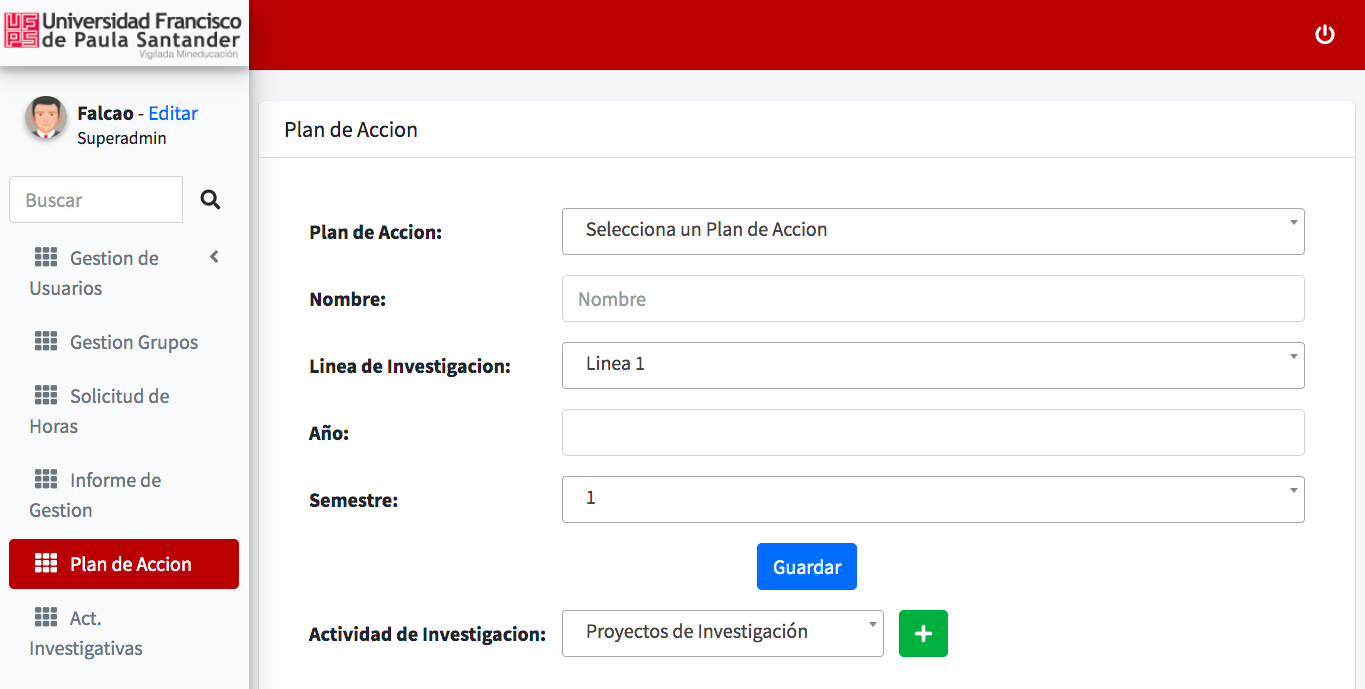 UFPS
Universidad Francisco
de Paula Santander
Vigilada Mineducación
Falcao - Editar
Superadmin
Buscar
Gestion de
Usuarios
Gestion Grupos
Solicitud de
Horas
Informe de
Gestion
Plan de Accion
Act.
Investigativas
Plan de Accion
Plan de Accion: Selecciona un Plan de Accion
Nombre: Nombre
Linea de Investigacion: Linea 1
Año:
Semestre: 1
Guardar
Actividad de Investigacion: Proyectos de Investigación